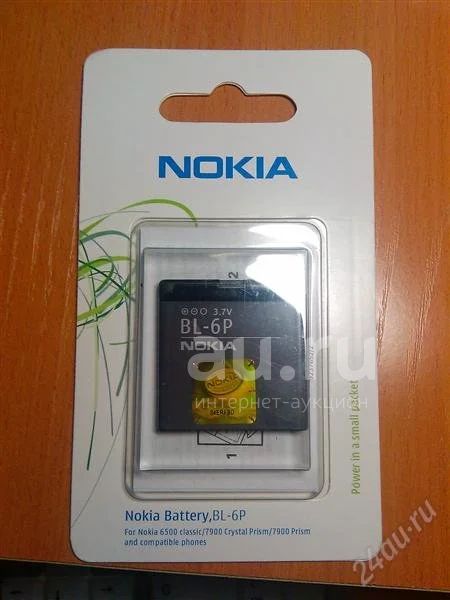 NOKIA
2
3.7V
BL-6P
NOKIA
au.ru
интернет-аукцион
NOKIA
1
Power in a small packet
Nokia Battery,BL-6P
For Nokia 6500 classic/7900 Crystal Prism/7900 Prism
and compatible phones
24au.ru